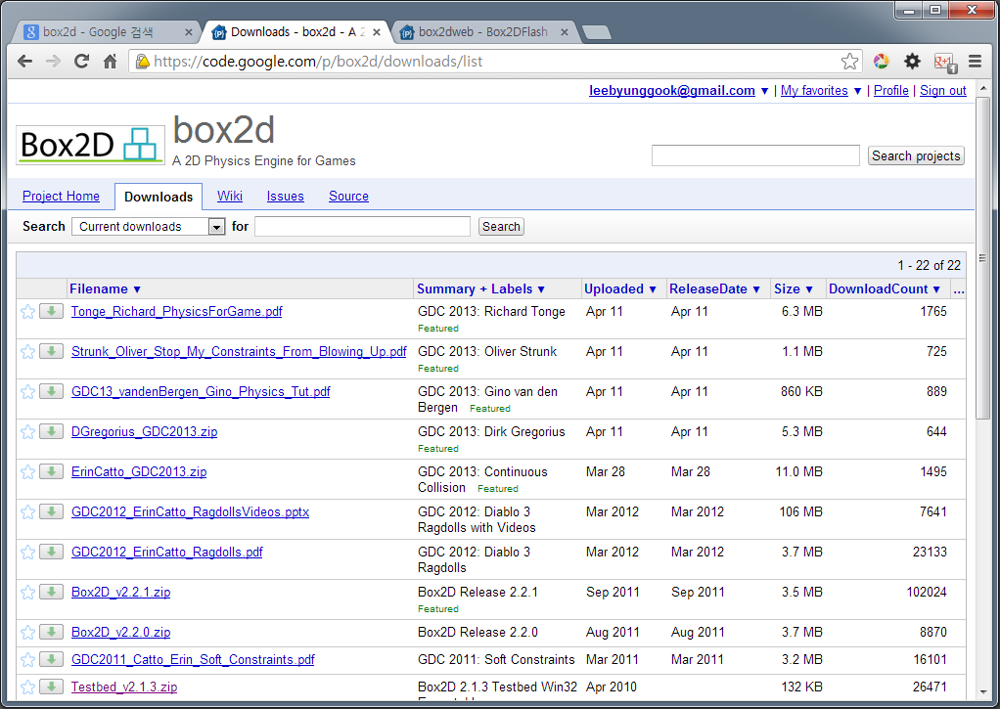 box2d - Google 검색
Downloads - box2d - A 2
box2dweb - Box2DFlash
https://code.google.com/p/box2d/downloads/list
leebyunggook@gmail.com ▼ | My favorites ▼ | Profile | Sign out
Box2D
box2d
A 2D Physics Engine for Games
Search projects
Project Home Downloads Wiki Issues Source
Search Current downloads for Search
1 - 22 of 22
Filename ▼ Summary + Labels ▼ Uploaded ▼ ReleaseDate ▼ Size ▼ DownloadCount ▼ ...
Tonge_Richard_PhysicsForGame.pdf GDC 2013: Richard Tonge Apr 11 Apr 11 6.3 MB 1765
Featured
Strunk_Oliver_Stop_My_Constraints_From_Blowing_Up.pdf GDC 2013: Oliver Strunk Apr 11 Apr 11 1.1 MB 725
Featured
GDC13_vandenBergen_Gino_Physics_Tut.pdf GDC 2013: Gino van den Apr 11 Apr 11 860 KB 889
Bergen Featured
DGregorius_GDC2013.zip GDC 2013: Dirk Gregorius Apr 11 Apr 11 5.3 MB 644
Featured
ErinCatto_GDC2013.zip GDC 2013: Continuous Mar 28 Mar 28 11.0 MB 1495
Collision Featured
GDC2012_ErinCatto_RagdollsVideos.pptx GDC 2012: Diablo 3 Mar 2012 Mar 2012 106 MB 7641
Ragdolls with Videos
GDC2012_ErinCatto_Ragdolls.pdf GDC 2012: Diablo 3 Mar 2012 Mar 2012 3.7 MB 23133
Ragdolls
Box2D_v2.2.1.zip Box2D Release 2.2.1 Sep 2011 Sep 2011 3.5 MB 102024
Featured
Box2D_v2.2.0.zip Box2D Release 2.2.0 Aug 2011 Aug 2011 3.7 MB 8870
GDC2011_Catto_Erin_Soft_Constraints.pdf GDC 2011: Soft Constraints Mar 2011 Mar 2011 3.2 MB 16101
Testbed_v2.1.3.zip Box2D 2.1.3 Testbed Win32 Apr 2010 132 KB 26471